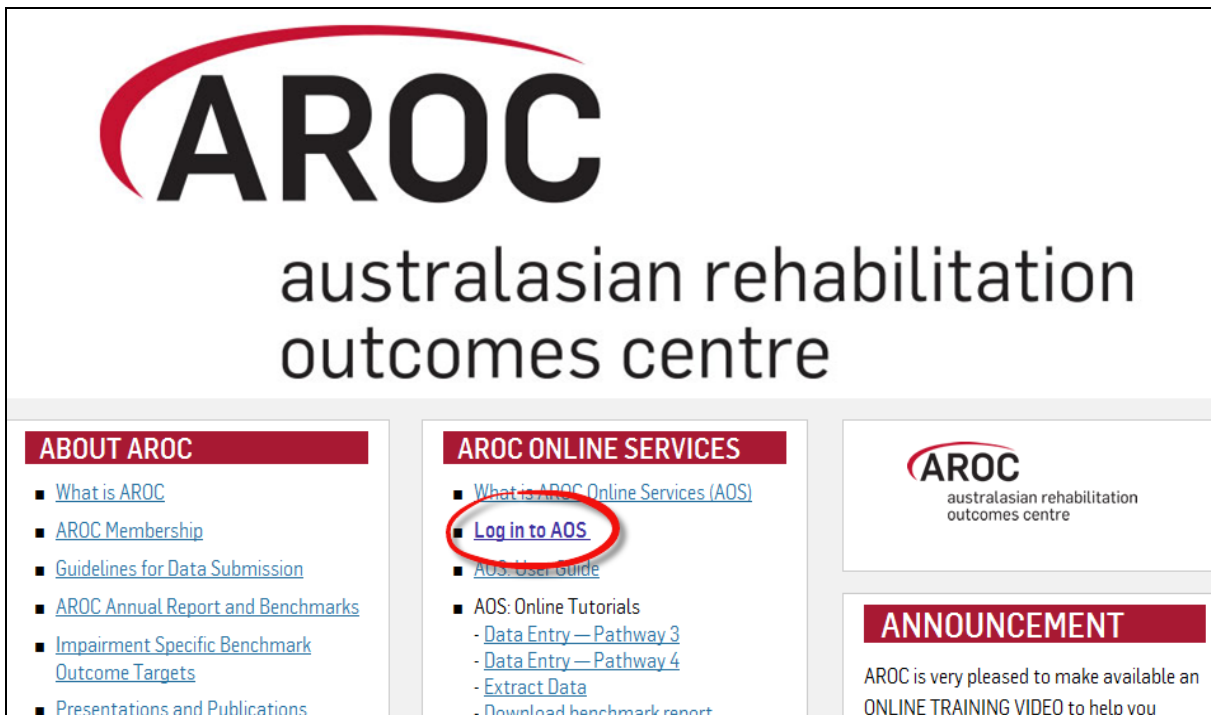 AROC
australasian rehabilitation
outcomes centre
ABOUT AROC
What is AROC
AROC Membership
Guidelines for Data Submission
AROC Annual Report and Benchmarks
Impairment Specific Benchmark
Outcome Targets
Presentations and Publications
AROC ONLINE SERVICES
What is AROC Online Services (AOS)
Log in to AOS
AOS: User Guide
AOS: Online Tutorials
- Data Entry — Pathway 3
- Data Entry — Pathway 4
- Extract Data
- Download benchmark report
AROC
australasian rehabilitation
outcomes centre
ANNOUNCEMENT
AROC is very pleased to make available an
ONLINE TRAINING VIDEO to help you